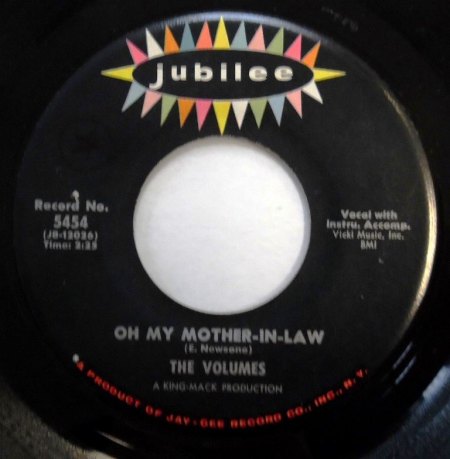 jubilee
Record No.
5454
(JB-12026)
Time: 2:25
Vocal with
Instru. Accomp.
Vicki Music, Inc.
BMI
OH MY MOTHER-IN-LAW
(E. Newsone)
THE VOLUMES
A KING-MACK PRODUCTION
A PRODUCT OF JAY-GEE RECORD CO., INC., N.Y.